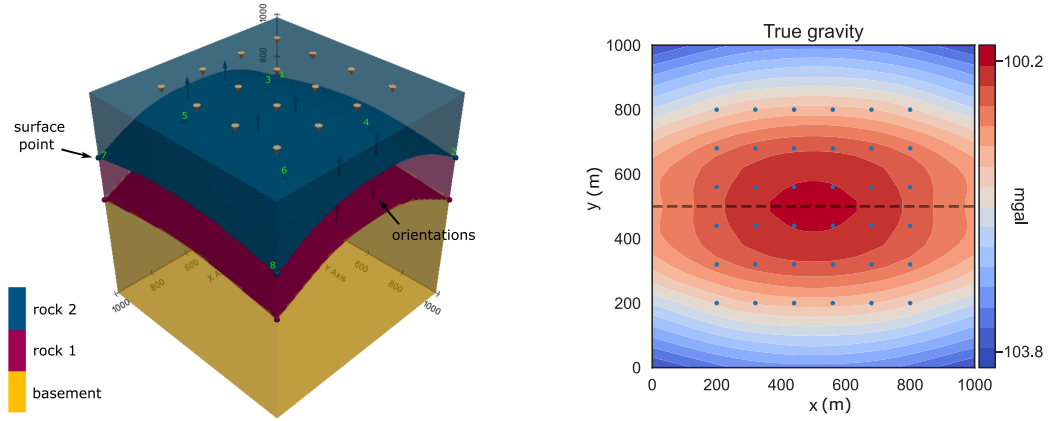 1000
800
3
1
5
4
surface
point
7
2
6
orientations
8
X A
600
800
1000
Y Axis
600
800
1000
rock 2
rock 1
basement
True gravity
1000
800
600
400
200
0
y (m)
0
200
400
600
800
1000
x (m)
100.2
mgal
103.8